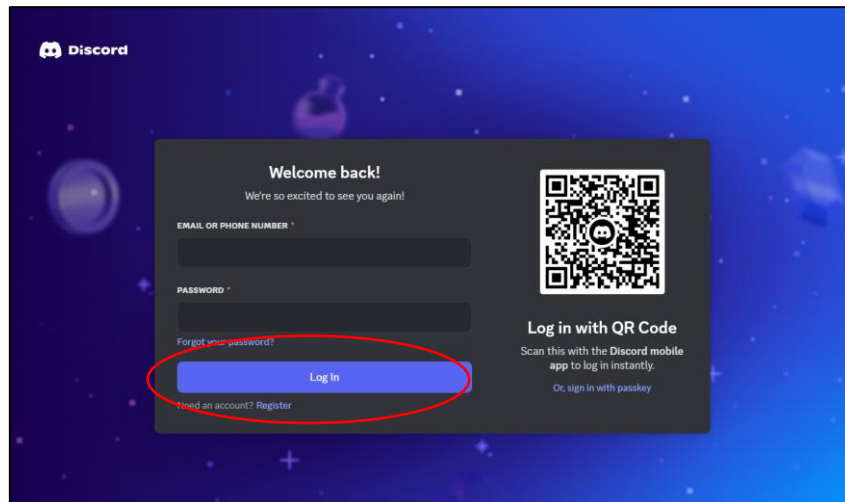 Discord
Welcome back!
We're so excited to see you again!
EMAIL OR PHONE NUMBER *
PASSWORD *
Forgot your password?
Log In
Need an account? Register
Log in with QR Code
Scan this with the Discord mobile
app to log in instantly.
Or, sign in with passkey